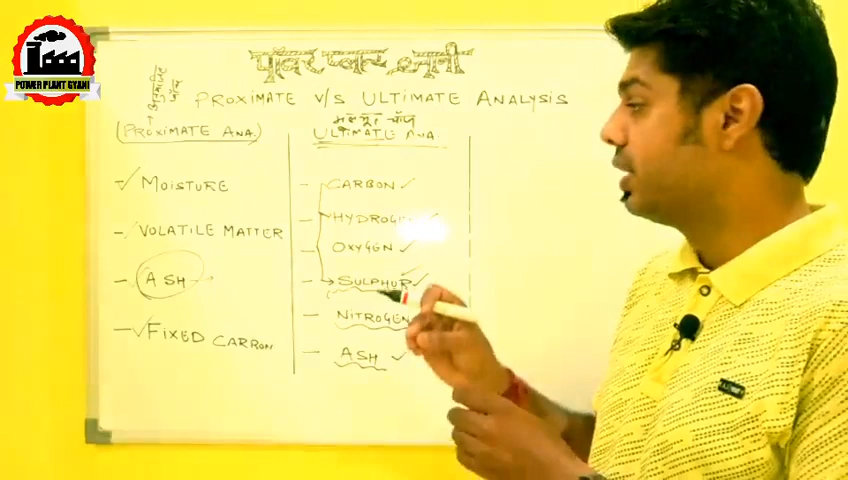 POWER PLANT GYANI
पॉवर प्लान्ट ज्ञानी
PROXIMATE V/S ULTIMATE ANALYSIS
(PROXIMATE ANA.)
MOISTURE
VOLATILE MATTER
ASH
FIXED CARBON
ULTIMATE ANA.
CARBON
HYDROGEN
OXYGEN
SULPHUR
NITROGEN
ASH